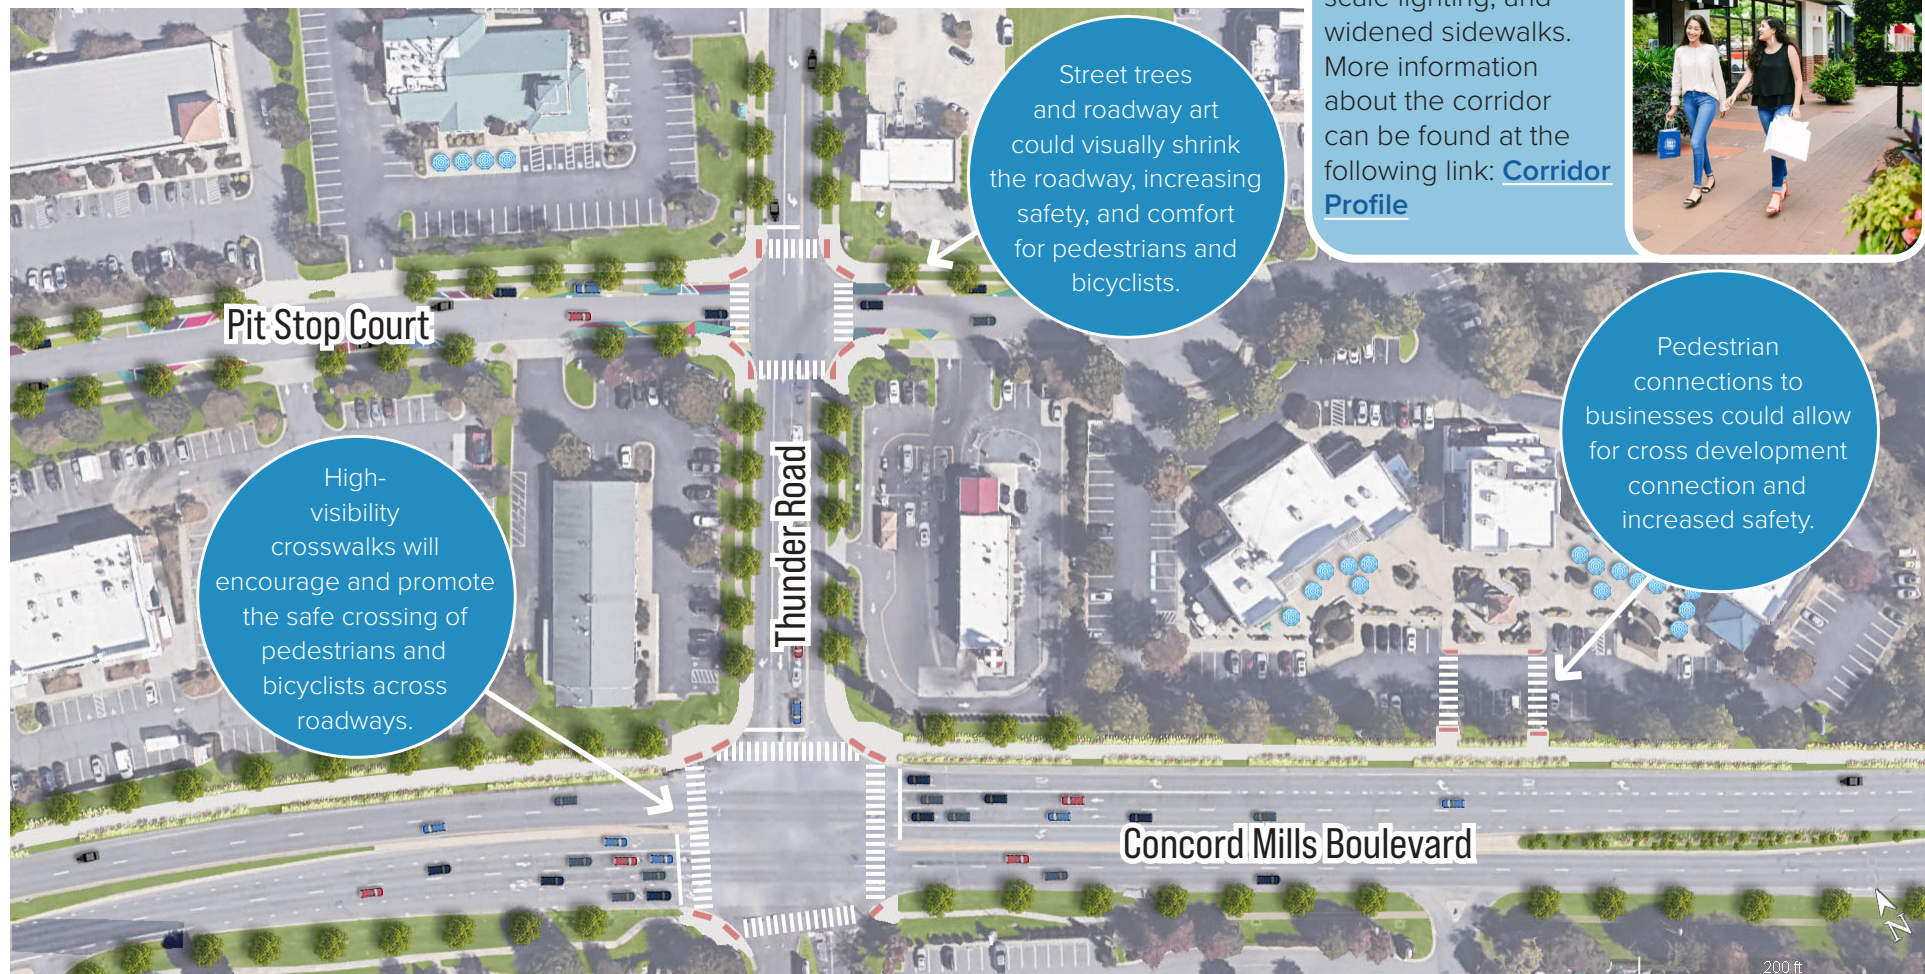 scale lighting, and
widened sidewalks.
More information
about the corridor
can be found at the
following link: Corridor
Profile
Street trees
and roadway art
could visually shrink
the roadway, increasing
safety, and comfort
for pedestrians and
bicyclists.
Pit Stop Court
Pedestrian
connections to
businesses could allow
for cross development
connection and
increased safety.
High-
visibility
crosswalks will
encourage and promote
the safe crossing of
pedestrians and
bicyclists across
roadways.
Thunder Road
Concord Mills Boulevard
N
200 ft